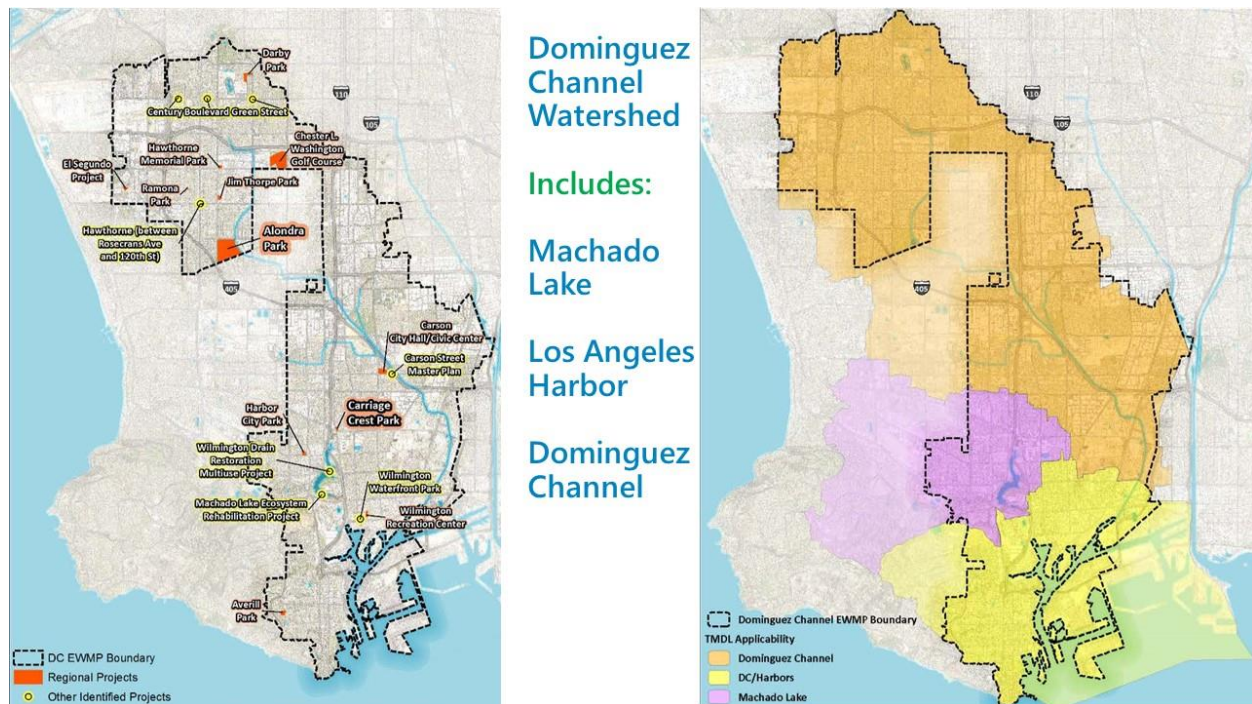 Darby
Park
Century Boulevard Green Street
110
105
Chester L.
Washington
Golf Course
Hawthorne
Memorial Park
El Segundo
Project
Ramona
Park
Jim Thorpe Park
Hawthorne (between
Rosecrans Ave
and 120th St)
Alondra
Park
405
Carson
City Hall/Civic Center
Carson Street
Master Plan
Harbor
City Park
Carriage
Crest Park
Wilmington Drain
Restoration
Multiuse Project
Wilmington
Waterfront Park
Machado Lake Ecosystem
Rehabilitation Project
Wilmington
Recreation Center
Averill
Park
DC EWMP Boundary
Regional Projects
Other Identified Projects
Dominguez
Channel
Watershed
Includes:
Machado
Lake
Los Angeles
Harbor
Dominguez
Channel
110
105
405
Dominguez Channel EWMP Boundary
TMDL Applicability
Dominguez Channel
DC/Harbors
Machado Lake